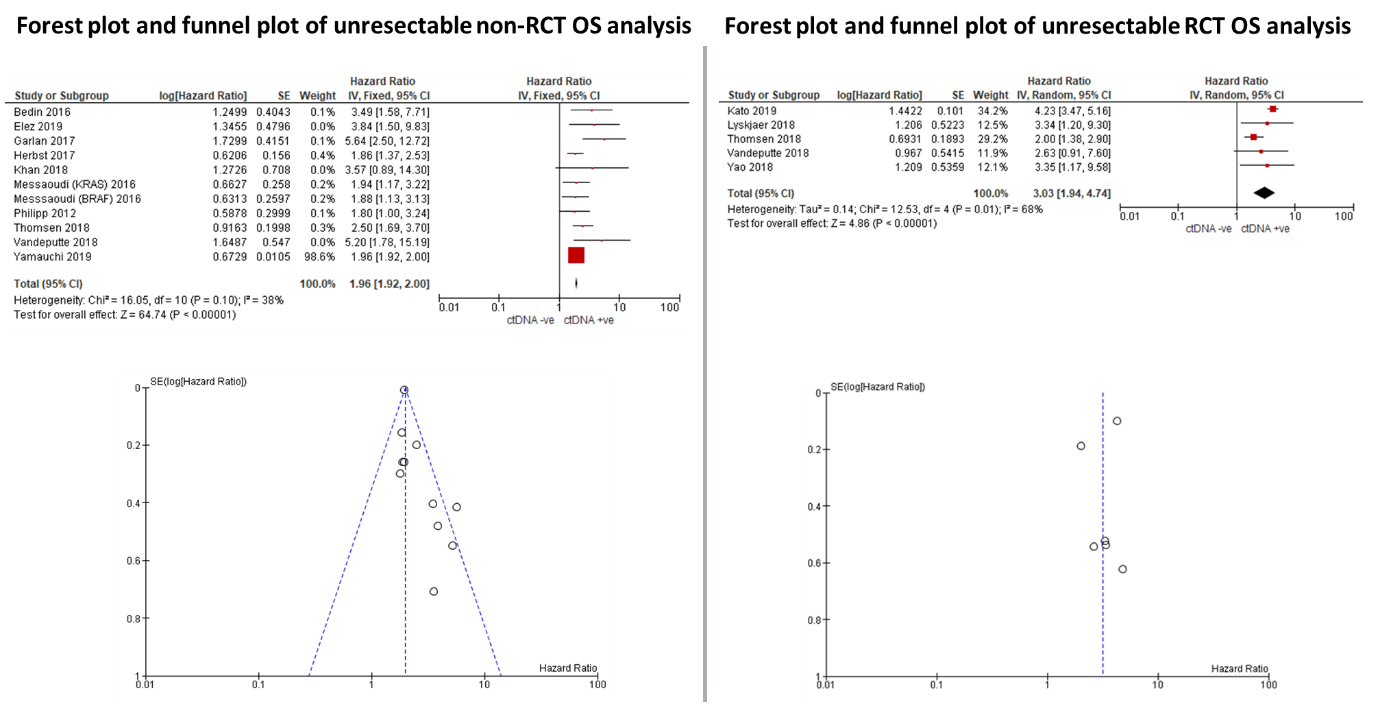 Forest plot and funnel plot of unresectable non-RCT OS analysis
Hazard Ratio Hazard Ratio
Study or Subgroup log[Hazard Ratio] SE Weight IV, Fixed, 95% CI IV, Fixed, 95% CI
Bedin 2016 1.2499 0.4043 0.1% 3.49 [1.58, 7.71]
Elez 2019 1.3455 0.4796 0.1% 3.84 [1.50, 9.83]
Garlan 2017 1.7299 0.4151 0.1% 5.64 [2.50, 12.72]
Herbst 2017 0.6206 0.156 0.4% 1.86 [1.37, 2.53]
Khan 2018 1.2726 0.708 0.0% 3.57 [0.89, 14.30]
Messaoudi (KRAS) 2016 0.6627 0.258 0.2% 1.94 [1.17, 3.22]
Messsaoudi (BRAF) 2016 0.6313 0.2597 0.2% 1.88 [1.13, 3.13]
Philipp 2012 0.5878 0.2999 0.1% 1.80 [1.00, 3.24]
Thomsen 2018 0.9163 0.1998 0.3% 2.50 [1.69, 3.70]
Vandeputte 2018 1.6487 0.547 0.0% 5.20 [1.78, 15.19]
Yamauchi 2019 0.6729 0.0105 98.6% 1.96 [1.92, 2.00]
Total (95% CI) 100.0% 1.96 [1.92, 2.00]
Heterogeneity: Chi² = 16.05, df = 10 (P = 0.10); I² = 38%
Test for overall effect: Z = 64.74 (P < 0.00001)
0.01 0.1 1 10 100
ctDNA -ve ctDNA +ve
SE(log[Hazard Ratio])
0
0.2
0.4
0.6
0.8
1
Hazard Ratio
0.01 0.1 1 10 100
Forest plot and funnel plot of unresectable RCT OS analysis
Hazard Ratio Hazard Ratio
Study or Subgroup log[Hazard Ratio] SE Weight IV, Random, 95% CI IV, Random, 95% CI
Kato 2019 1.4422 0.101 34.2% 4.23 [3.47, 5.16]
Lyskjaer 2018 1.206 0.5223 12.5% 3.34 [1.20, 9.30]
Thomsen 2018 0.6931 0.1893 29.2% 2.00 [1.38, 2.90]
Vandeputte 2018 0.967 0.5415 11.9% 2.63 [0.91, 7.60]
Yao 2018 1.209 0.5359 12.1% 3.35 [1.17, 9.58]
Total (95% CI) 100.0% 3.03 [1.94, 4.74]
Heterogeneity: Tau² = 0.14; Chi² = 12.53, df = 4 (P = 0.01); I² = 68%
Test for overall effect: Z = 4.86 (P < 0.00001)
0.01 0.1 1 10 100
ctDNA -ve ctDNA +ve
SE(log[Hazard Ratio])
0
0.2
0.4
0.6
0.8
1
Hazard Ratio
0.01 0.1 1 10 100